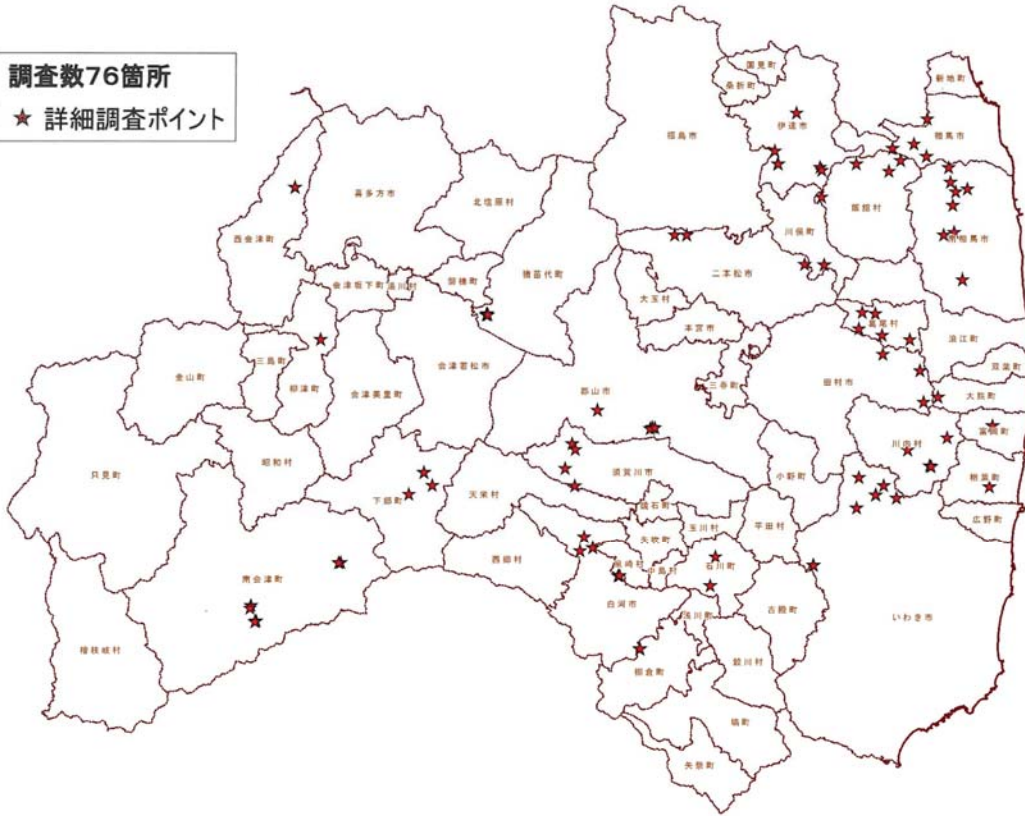 調査数76箇所
★ 詳細調査ポイント
国見町
桑折町
新地町
福島市
伊達市
相馬市
喜多方市
北塩原村
飯舘村
西会津町
川俣町
南相馬市
猪苗代町
二本松市
会津坂下町
湯川村
磐梯町
大玉村
本宮市
葛尾村
浪江町
三島町
会津若松市
双葉町
金山町
柳津町
会津美里町
郡山市
三春町
田村市
大熊町
川内村
富岡町
只見町
昭和村
下郷町
天栄村
須賀川市
小野町
楢葉町
鏡石町
玉川村
平田村
広野町
矢吹町
西郷村
泉崎村
中島村
石川町
南会津町
白河市
浅川町
古殿町
いわき市
檜枝岐村
鮫川村
棚倉町
塙町
矢祭町